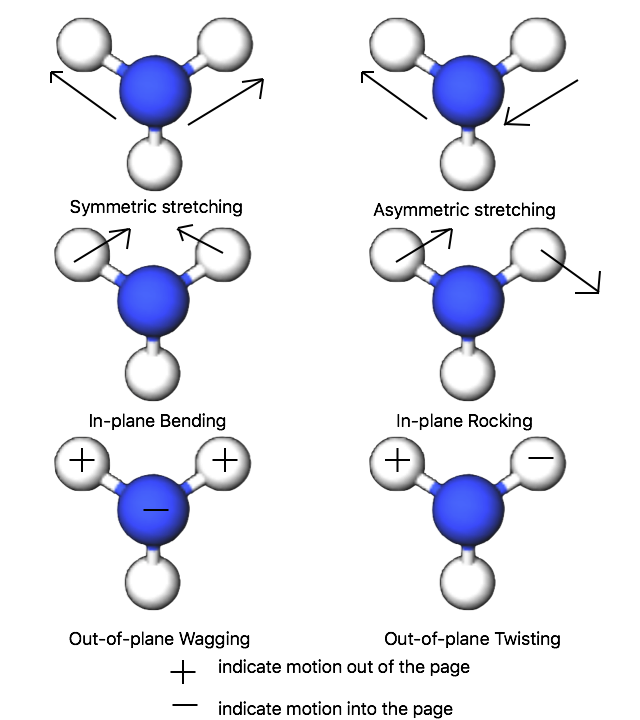 Symmetric stretching
Asymmetric stretching
In-plane Bending
In-plane Rocking
+ +
−
+ −
Out-of-plane Wagging
Out-of-plane Twisting
+ indicate motion out of the page
− indicate motion into the page